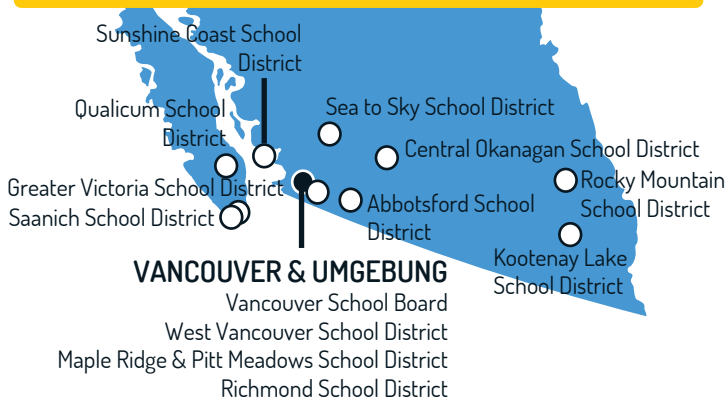 Sunshine Coast School
District
Qualicum School
District
Sea to Sky School District
Central Okanagan School District
Greater Victoria School District
Rocky Mountain
School District
Saanich School District
Abbotsford School
District
Kootenay Lake
School District
VANCOUVER & UMGEBUNG
Vancouver School Board
West Vancouver School District
Maple Ridge & Pitt Meadows School District
Richmond School District